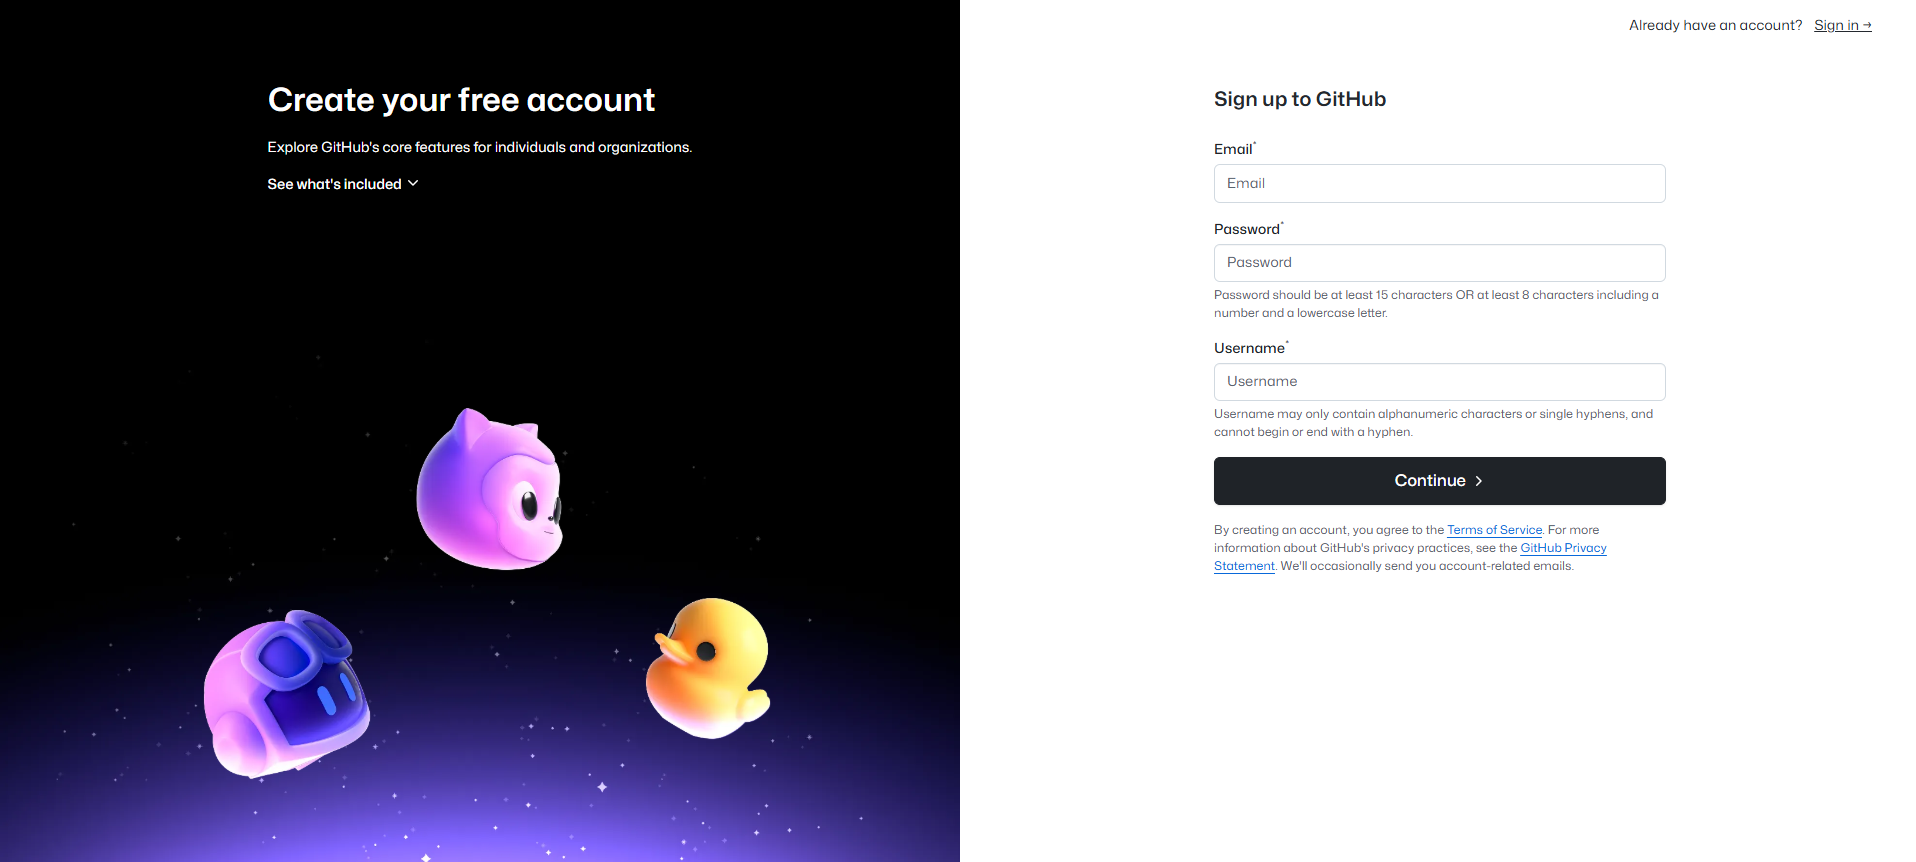 Already have an account? Sign in →
Create your free account
Explore GitHub's core features for individuals and organizations.
See what's included
Sign up to GitHub
Email*
Email
Password*
Password
Password should be at least 15 characters OR at least 8 characters including a
number and a lowercase letter.
Username*
Username
Username may only contain alphanumeric characters or single hyphens, and
cannot begin or end with a hyphen.
Continue
By creating an account, you agree to the Terms of Service. For more
information about GitHub's privacy practices, see the GitHub Privacy
Statement. We'll occasionally send you account-related emails.